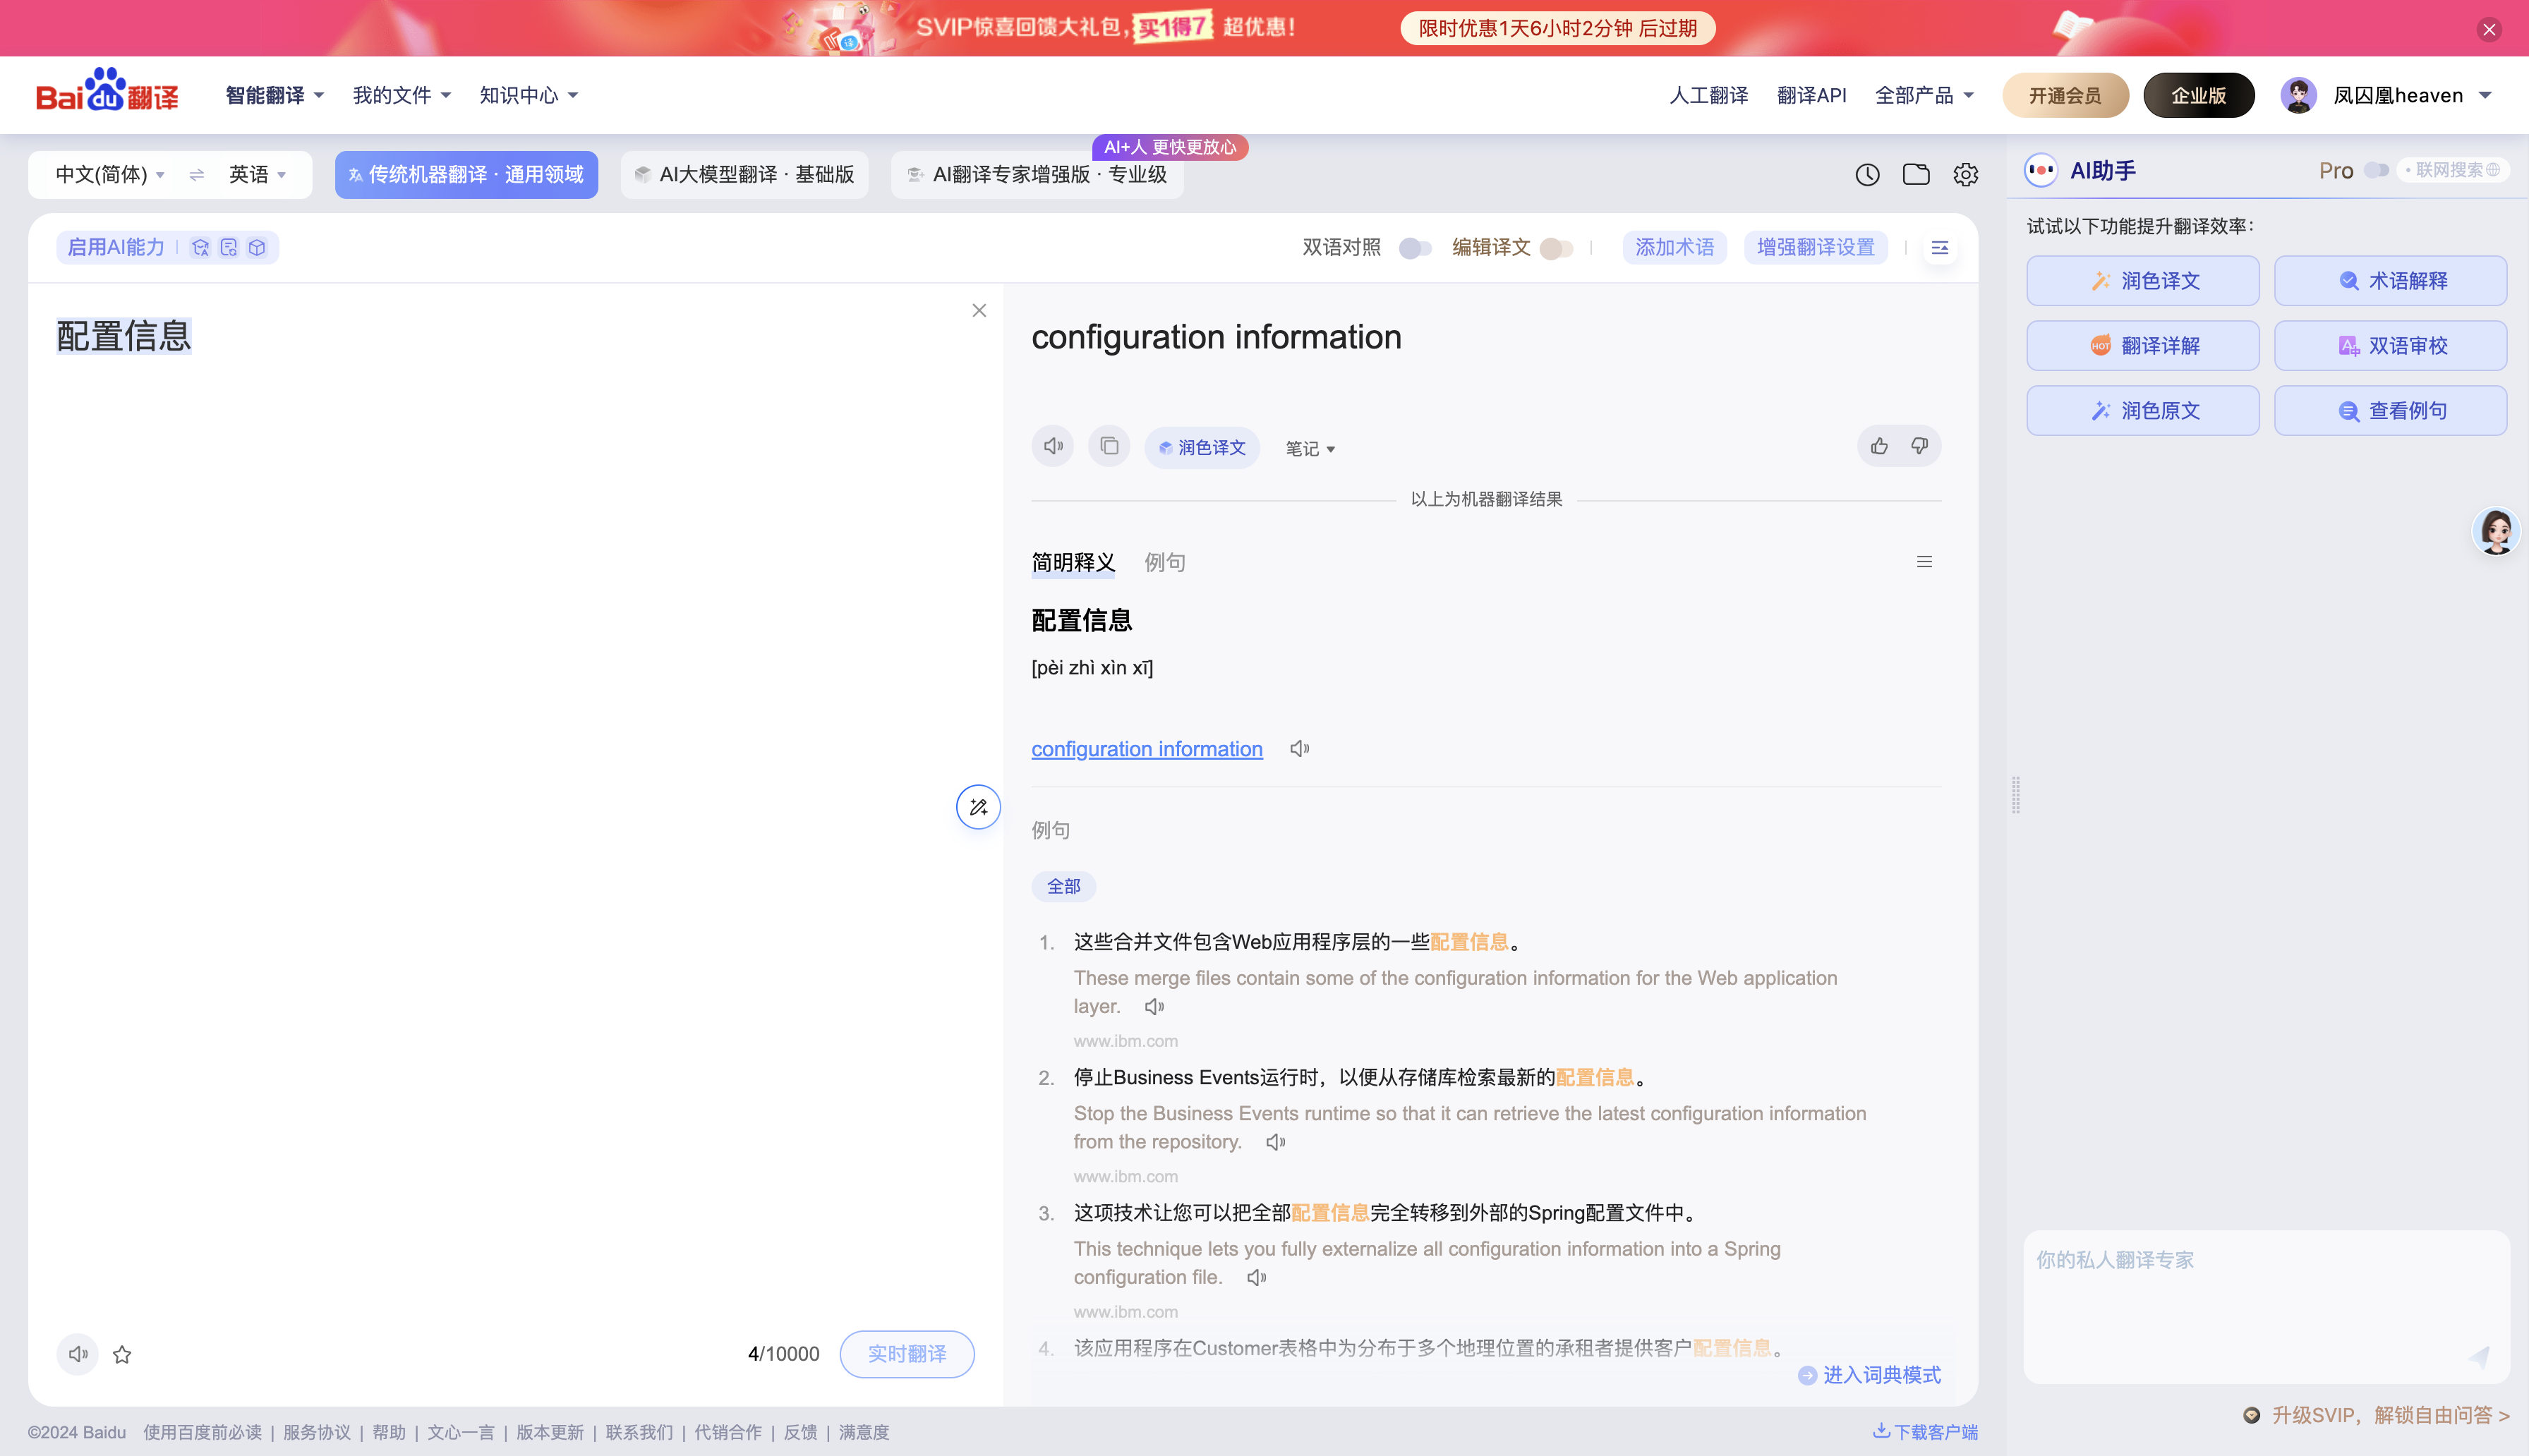 SVIP惊喜回馈大礼包，买1得7 超优惠！
限时优惠1天6小时2分钟 后过期
Baidu翻译
智能翻译
我的文件
知识中心
人工翻译
翻译API
全部产品
开通会员
企业版
凤囚凰heaven
中文(简体)
英语
传统机器翻译 · 通用领域
AI大模型翻译 · 基础版
AI+人 更快更放心
AI翻译专家增强版 · 专业级
启用AI能力
双语对照
编辑译文
添加术语
增强翻译设置
配置信息
4/10000
实时翻译
configuration information
润色译文
笔记
以上为机器翻译结果
简明释义
例句
配置信息
[pèi zhì xìn xī]
configuration information
例句
全部
1. 这些合并文件包含Web应用程序层的一些配置信息。
These merge files contain some of the configuration information for the Web application
layer.
www.ibm.com
2. 停止Business Events运行时，以便从存储库检索最新的配置信息。
Stop the Business Events runtime so that it can retrieve the latest configuration information
from the repository.
www.ibm.com
3. 这项技术让您可以把全部配置信息完全转移到外部的Spring配置文件中。
This technique lets you fully externalize all configuration information into a Spring
configuration file.
www.ibm.com
4. 该应用程序在Customer表格中为分布于多个地理位置的承租者提供客户配置信息。
进入词典模式
AI助手
Pro
联网搜索
试试以下功能提升翻译效率：
润色译文
术语解释
HOT 翻译详解
双语审校
润色原文
查看例句
你的私人翻译专家
升级SVIP，解锁自由问答 >
©2024 Baidu 使用百度前必读 | 服务协议 | 帮助 | 文心一言 | 版本更新 | 联系我们 | 代销合作 | 反馈 | 满意度
下载客户端